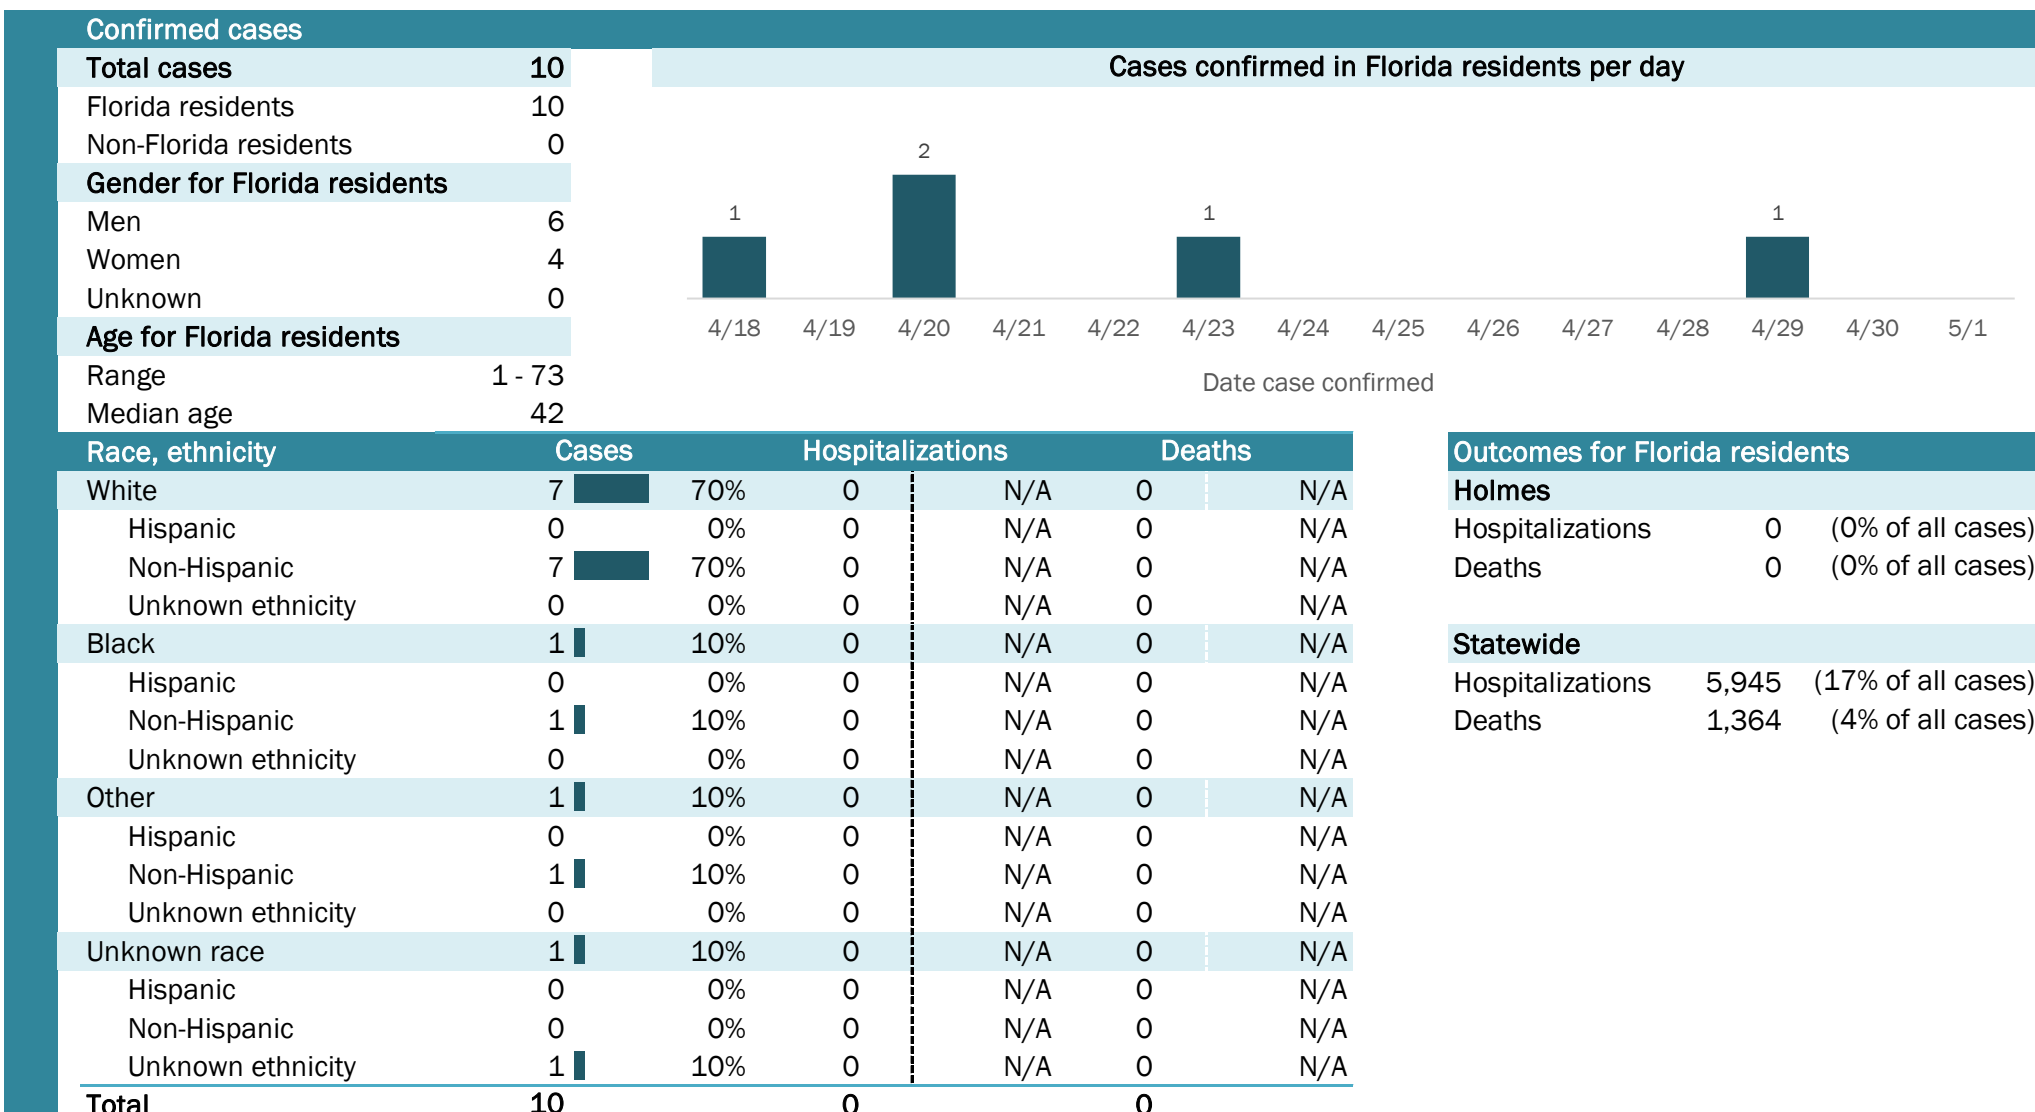 Confirmed cases
Total cases 10
Florida residents 10
Non-Florida residents 0
Gender for Florida residents
Men 6
Women 4
Unknown 0
Age for Florida residents
Range 1 - 73
Median age 42
Cases confirmed in Florida residents per day
1 2 1 1
4/18 4/19 4/20 4/21 4/22 4/23 4/24 4/25 4/26 4/27 4/28 4/29 4/30 5/1
Date case confirmed
Race, ethnicity Cases Hospitalizations Deaths
White 7 70% 0 N/A 0 N/A
Hispanic 0 0% 0 N/A 0 N/A
Non-Hispanic 7 70% 0 N/A 0 N/A
Unknown ethnicity 0 0% 0 N/A 0 N/A
Black 1 10% 0 N/A 0 N/A
Hispanic 0 0% 0 N/A 0 N/A
Non-Hispanic 1 10% 0 N/A 0 N/A
Unknown ethnicity 0 0% 0 N/A 0 N/A
Other 1 10% 0 N/A 0 N/A
Hispanic 0 0% 0 N/A 0 N/A
Non-Hispanic 1 10% 0 N/A 0 N/A
Unknown ethnicity 0 0% 0 N/A 0 N/A
Unknown race 1 10% 0 N/A 0 N/A
Hispanic 0 0% 0 N/A 0 N/A
Non-Hispanic 0 0% 0 N/A 0 N/A
Unknown ethnicity 1 10% 0 N/A 0 N/A
Total 10 0 0
Outcomes for Florida residents
Holmes
Hospitalizations 0 (0% of all cases)
Deaths 0 (0% of all cases)
Statewide
Hospitalizations 5,945 (17% of all cases)
Deaths 1,364 (4% of all cases)